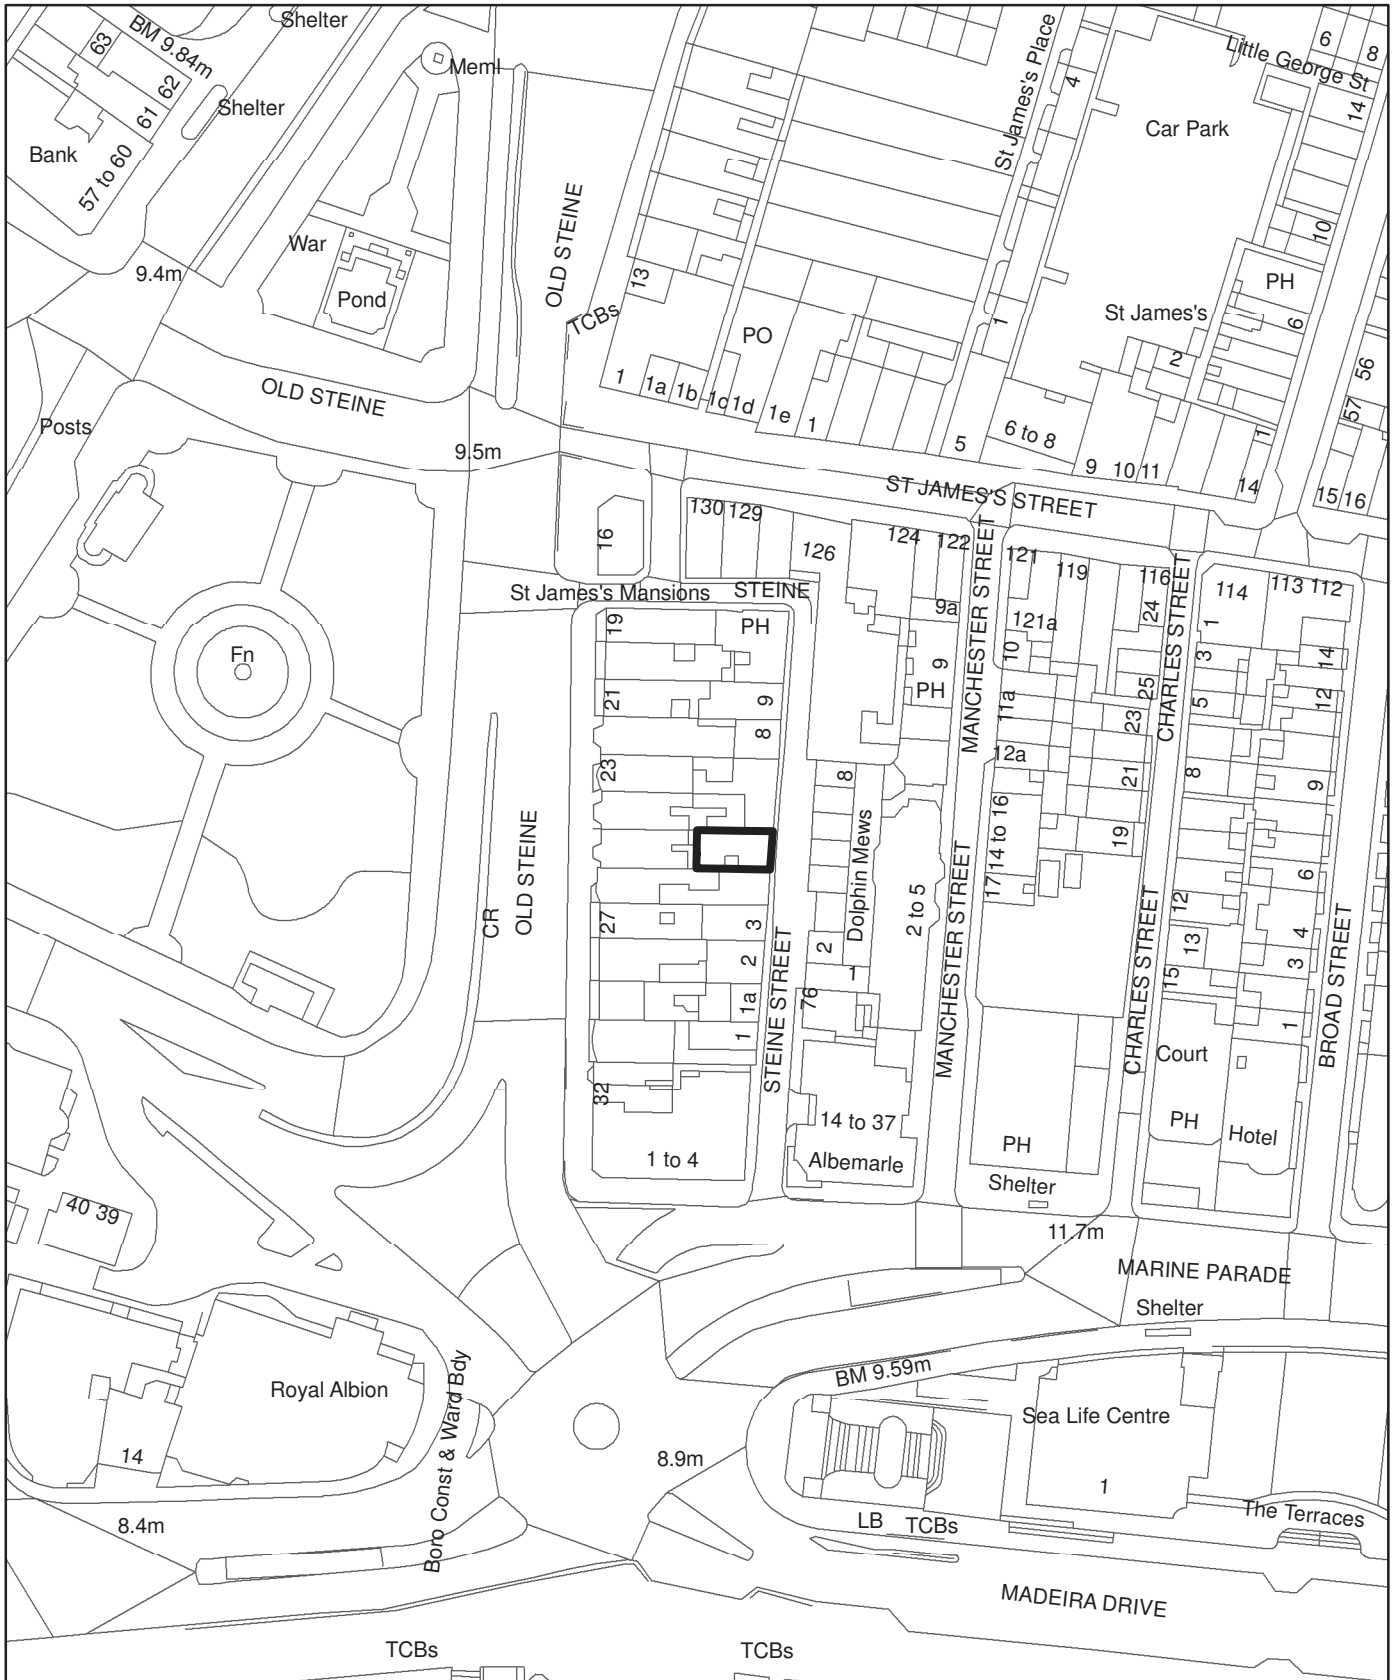 Shelter
63
BM 9.84m
62
61
Shelter
Meml
Bank
57 to 60
War
Pond
9.4m
OLD STEINE
TCBs
13
St James's Place
4
Car Park
Little George St
6
8
14
10
PH
6
St James's
2
1
PO
1
1a
1b
1c
1d
1e
1
5
6 to 8
9
10
11
14
1
56
57
15
16
OLD STEINE
Posts
9.5m
ST JAMES'S STREET
16
130
129
126
124
122
121
119
116
114
113
112
St James's Mansions
STEINE
MANCHESTER STREET
CHARLES STREET
19
PH
21
9
8
23
27
3
2
1a
1
32
1 to 4
9a
9
PH
121a
10
11a
12a
14 to 16
17
24
25
23
21
19
1
3
5
8
12
13
15
14
12
9
6
4
3
1
Fn
CR
OLD STEINE
8
Dolphin Mews
2 to 5
2
1
76
STEINE STREET
MANCHESTER STREET
CHARLES STREET
BROAD STREET
14 to 37
Albemarle
PH
Shelter
Court
PH
Hotel
11.7m
MARINE PARADE
Shelter
40
39
Royal Albion
14
Boro Const & Ward Bdy
BM 9.59m
Sea Life Centre
1
8.9m
8.4m
LB
TCBs
The Terraces
MADEIRA DRIVE
TCBs
TCBs